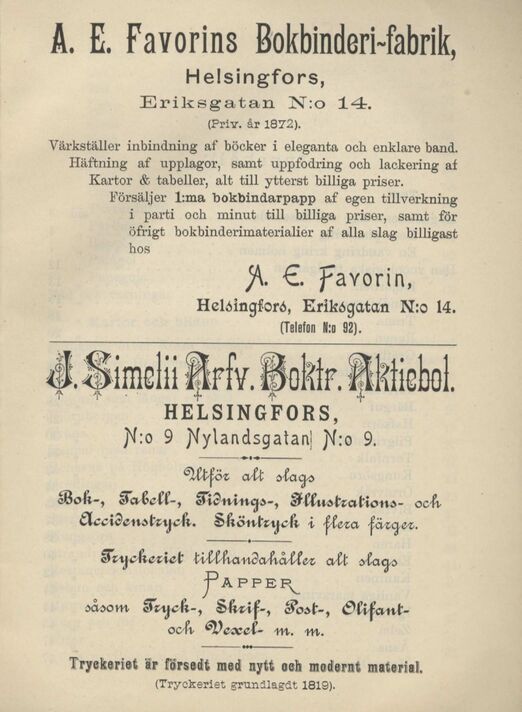 A. E. Favorins Bokbinderi-fabrik,
Helsingfors,
Eriksgatan N:o 14.
(Priv. år 1872).
Värkställer inbindning af böcker i eleganta och enklare band.
Häftning af upplagor, samt uppfodring och lackering af
Kartor & tabeller, alt till ytterst billiga priser.
Försäljer 1:ma bokbindarpapp af egen tillverkning
i parti och minut till billiga priser, samt för
öfrigt bokbinderimaterialier af alla slag billigast
hos
A. E. Favorin,
Helsingfors, Eriksgatan N:o 14.
(Telefon N:o 92).
J. Simelii Arfv. Boktr. Aktiebol.
HELSINGFORS,
N:o 9 Nylandsgatan N:o 9.
Utför alt slags
Bok-, Tabell-, Tidnings-, Illustrations- och
Accidenstryck. Sköntryck i flera färger.
Tryckeriet tillhandahåller alt slags
PAPPER
såsom Tryck-, Skrif-, Post-, Olifant-
och Vexel- m. m.
Tryckeriet är försedt med nytt och modernt material.
(Tryckeriet grundlagdt 1819).